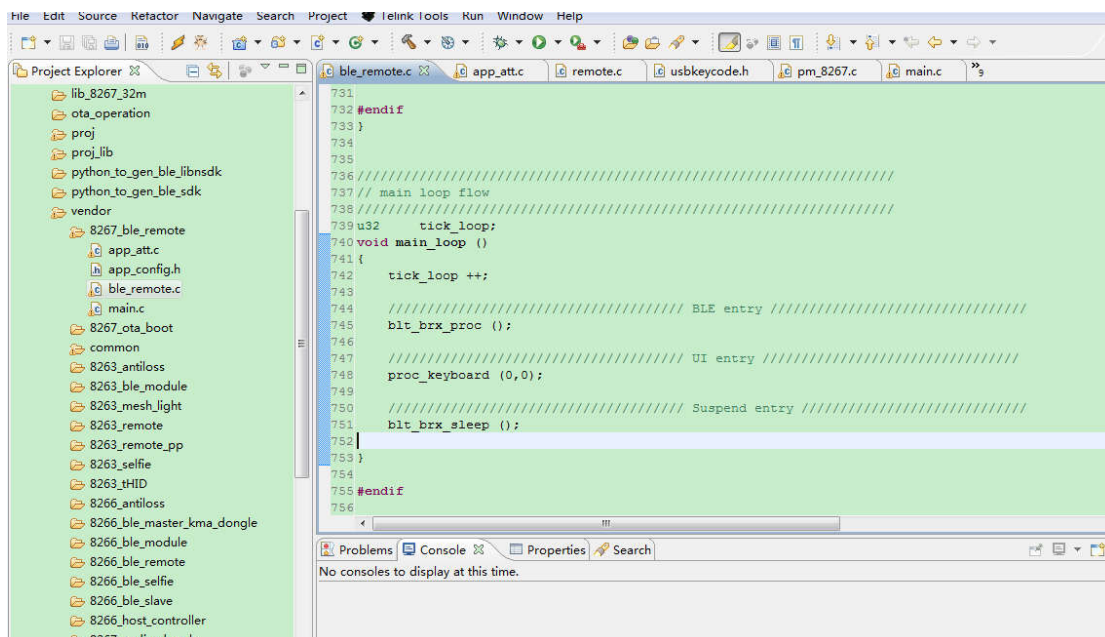 File Edit Source Refactor Navigate Search Project Telink Tools Run Window Help
Project Explorer
ble_remote.c app_att.c remote.c usbkeycode.h pm_8267.c main.c »9
lib_8267_32m
ota_operation
proj
proj_lib
python_to_gen_ble_libnsdk
python_to_gen_ble_sdk
vendor
8267_ble_remote
app_att.c
app_config.h
ble_remote.c
main.c
8267_ota_boot
common
8263_antiloss
8263_ble_module
8263_mesh_light
8263_remote
8263_remote_pp
8263_selfie
8263_tHID
8266_antiloss
8266_ble_master_kma_dongle
8266_ble_module
8266_ble_remote
8266_ble_selfie
8266_ble_slave
8266_host_controller
731
732 #endif
733 }
734
735
736 //////////////////////////////////////////////////////////////////////
737 // main loop flow
738 //////////////////////////////////////////////////////////////////////
739 u32 tick_loop;
740 void main_loop ()
741 {
742 tick_loop ++;
743
744 ////////////////////////////////////// BLE entry /////////////////////////////////
745 blt_brx_proc ();
746
747 ////////////////////////////////////// UI entry /////////////////////////////////
748 proc_keyboard (0,0);
749
750 ////////////////////////////////////// Suspend entry /////////////////////////////
751 blt_brx_sleep ();
752
753 }
754
755 #endif
756
Problems Console Properties Search
No consoles to display at this time.